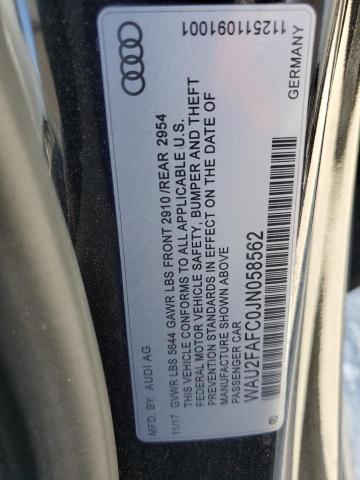 112511091001
GERMANY
MFD. BY AUDI AG
11/17 GVWR LBS 5644 GAWR LBS FRONT 2910/REAR 2954
THIS VEHICLE CONFORMS TO ALL APPLICABLE U.S.
FEDERAL MOTOR VEHICLE SAFETY, BUMPER AND THEFT
PREVENTION STANDARDS IN EFFECT ON THE DATE OF
MANUFACTURE SHOWN ABOVE
PASSENGER CAR
*WAU2FAFC0JN058562*